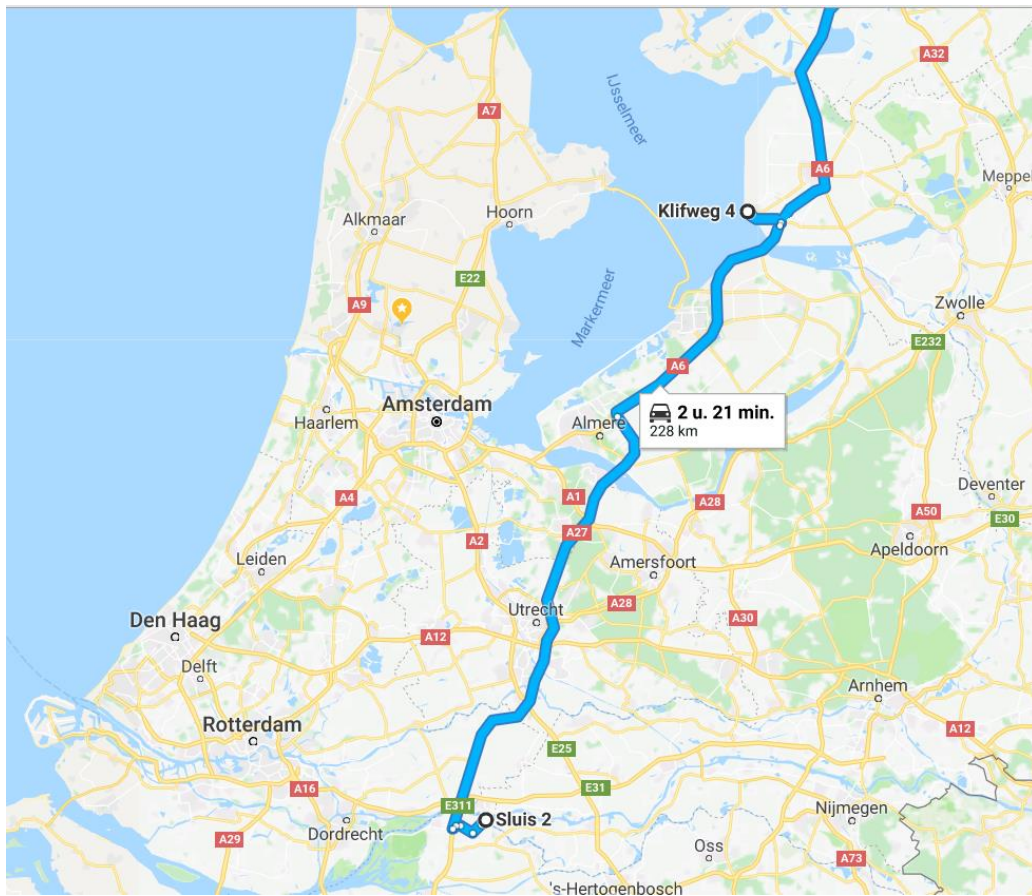 A32
IJsselmeer
A7
A6
Meppel
Klifweg 4
Hoorn
Alkmaar
E22
Markermeer
A9
Zwolle
E232
A6
Amsterdam
2 u. 21 min.
228 km
Haarlem
Almere
A4
A1
A28
Deventer
A50
E30
A27
A2
Apeldoorn
Leiden
Amersfoort
A28
Utrecht
A30
Den Haag
A12
Delft
Arnhem
Rotterdam
A12
E25
E31
A16
E311
Sluis 2
Nijmegen
Dordrecht
A29
Oss
A73
's-Hertogenbosch